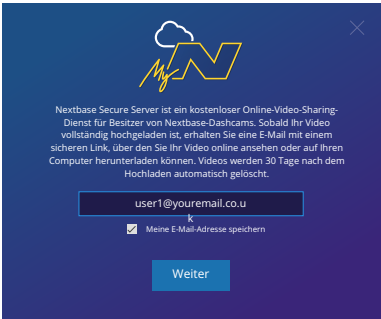 My N
Nextbase Secure Server ist ein kostenloser Online-Video-Sharing-
Dienst für Besitzer von Nextbase-Dashcams. Sobald Ihr Video
vollständig hochgeladen ist, erhalten Sie eine E-Mail mit einem
sicheren Link, über den Sie Ihr Video online ansehen oder auf Ihren
Computer herunterladen können. Videos werden 30 Tage nach dem
Hochladen automatisch gelöscht.
user1@youremail.co.u
k
Meine E-Mail-Adresse speichern
Weiter